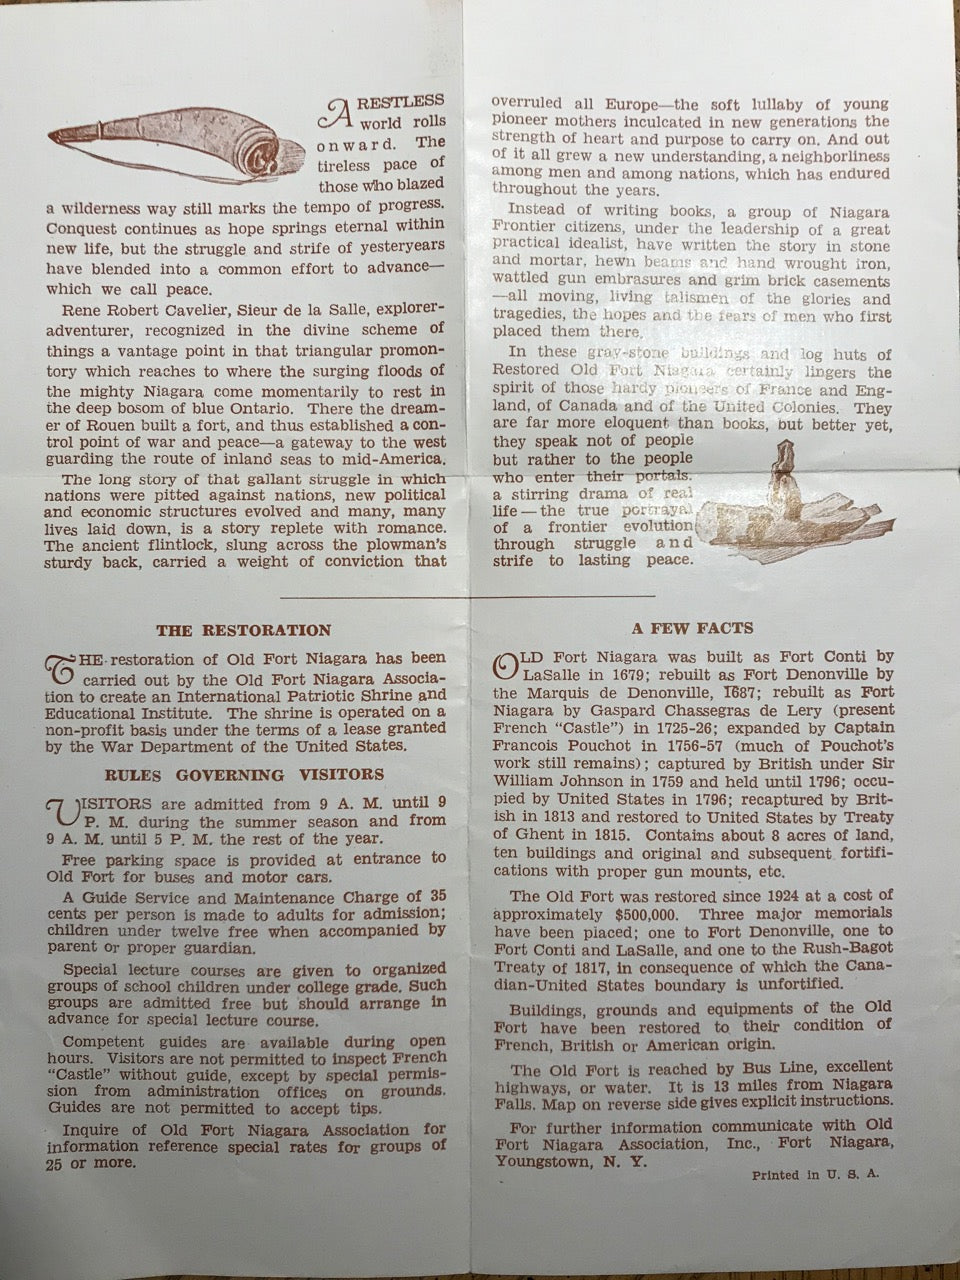 A RESTLESS
world rolls
onward. The
tireless pace of
those who blazed
a wilderness way still marks the tempo of progress.
Conquest continues as hope springs eternal within
new life, but the struggle and strife of yesteryears
have blended into a common effort to advance—
which we call peace.
Rene Robert Cavelier, Sieur de la Salle, explorer-
adventurer, recognized in the divine scheme of
things a vantage point in that triangular promon-
tory which reaches to where the surging floods of
the mighty Niagara come momentarily to rest in
the deep bosom of blue Ontario. There the dream-
er of Rouen built a fort, and thus established a con-
trol point of war and peace—a gateway to the west
guarding the route of inland seas to mid-America.
The long story of that gallant struggle in which
nations were pitted against nations, new political
and economic structures evolved and many, many
lives laid down, is a story replete with romance.
The ancient flintlock, slung across the plowman's
sturdy back, carried a weight of conviction that
overruled all Europe—the soft lullaby of young
pioneer mothers inculcated in new generations the
strength of heart and purpose to carry on. And out
of it all grew a new understanding, a neighborliness
among men and among nations, which has endured
throughout the years.
Instead of writing books, a group of Niagara
Frontier citizens, under the leadership of a great
practical idealist, have written the story in stone
and mortar, hewn beams and hand wrought iron,
wattled gun embrasures and grim brick casements
—all moving, living talismen of the glories and
tragedies, the hopes and the fears of men who first
placed them there.
In these gray-stone buildings and log huts of
Restored Old Fort Niagara certainly lingers the
spirit of those hardy pioneers of France and Eng-
land, of Canada and of the United Colonies. They
are far more eloquent than books, but better yet,
they speak not of people
but rather to the people
who enter their portals.
a stirring drama of real
life—the true portrayal
of a frontier evolution
through struggle and
strife to lasting peace.
THE RESTORATION
THE restoration of Old Fort Niagara has been
carried out by the Old Fort Niagara Associa-
tion to create an International Patriotic Shrine and
Educational Institute. The shrine is operated on a
non-profit basis under the terms of a lease granted
by the War Department of the United States.
RULES GOVERNING VISITORS
VISITORS are admitted from 9 A. M. until 9
P. M. during the summer season and from
9 A. M. until 5 P. M. the rest of the year.
Free parking space is provided at entrance to
Old Fort for buses and motor cars.
A Guide Service and Maintenance Charge of 35
cents per person is made to adults for admission;
children under twelve free when accompanied by
parent or proper guardian.
Special lecture courses are given to organized
groups of school children under college grade. Such
groups are admitted free but should arrange in
advance for special lecture course.
Competent guides are available during open
hours. Visitors are not permitted to inspect French
"Castle" without guide, except by special permis-
sion from administration offices on grounds.
Guides are not permitted to accept tips.
Inquire of Old Fort Niagara Association for
information reference special rates for groups of
25 or more.
A FEW FACTS
OLD Fort Niagara was built as Fort Conti by
LaSalle in 1679; rebuilt as Fort Denonville by
the Marquis de Denonville, 1687; rebuilt as Fort
Niagara by Gaspard Chassegras de Lery (present
French "Castle") in 1725-26; expanded by Captain
Francois Pouchot in 1756-57 (much of Pouchot's
work still remains); captured by British under Sir
William Johnson in 1759 and held until 1796; occu-
pied by United States in 1796; recaptured by Brit-
ish in 1813 and restored to United States by Treaty
of Ghent in 1815. Contains about 8 acres of land,
ten buildings and original and subsequent fortifi-
cations with proper gun mounts, etc.
The Old Fort was restored since 1924 at a cost of
approximately $500,000. Three major memorials
have been placed; one to Fort Denonville, one to
Fort Conti and LaSalle, and one to the Rush-Bagot
Treaty of 1817, in consequence of which the Cana-
dian-United States boundary is unfortified.
Buildings, grounds and equipments of the Old
Fort have been restored to their condition of
French, British or American origin.
The Old Fort is reached by Bus Line, excellent
highways, or water. It is 13 miles from Niagara
Falls. Map on reverse side gives explicit instructions.
For further information communicate with Old
Fort Niagara Association, Inc., Fort Niagara,
Youngstown, N. Y.
Printed in U. S. A.